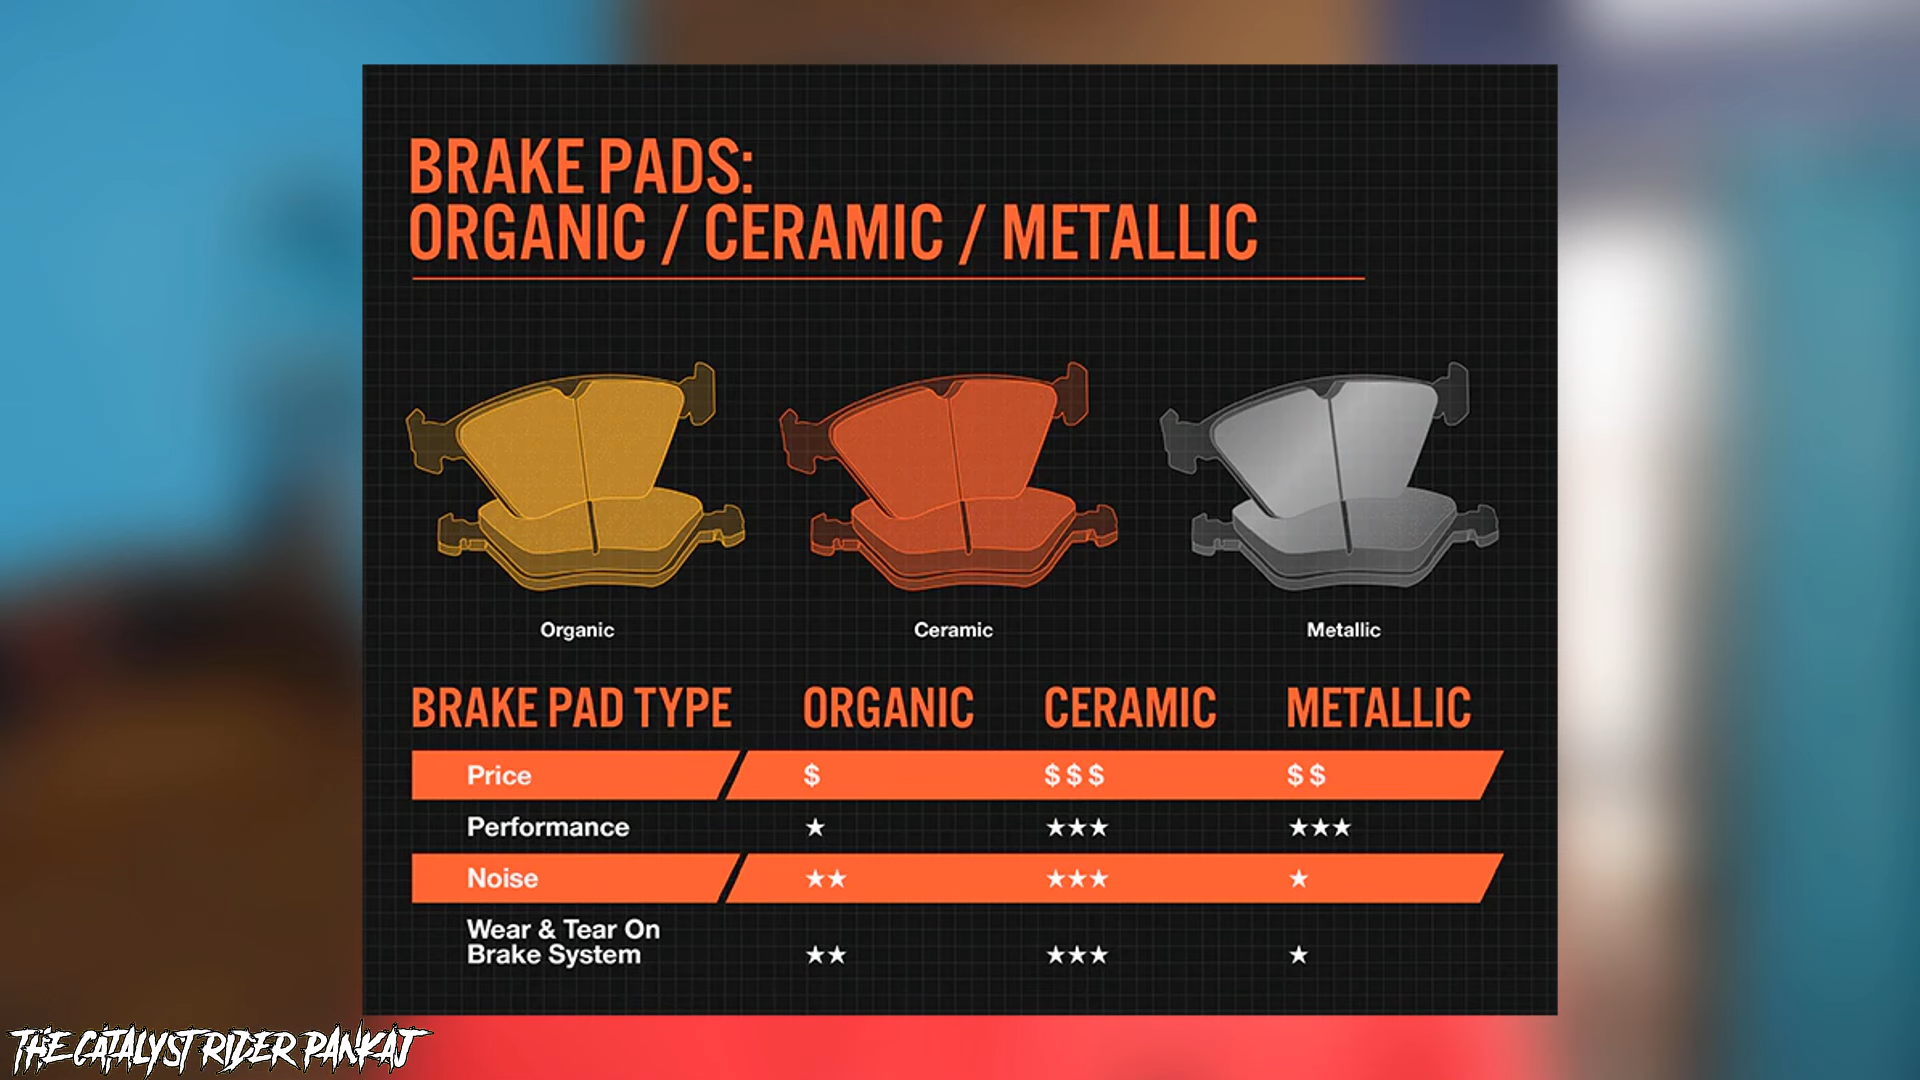 BRAKE PADS:
ORGANIC / CERAMIC / METALLIC
Organic Ceramic Metallic
BRAKE PAD TYPE ORGANIC CERAMIC METALLIC
Price $ $$$ $$
Performance ★ ★★★ ★★★
Noise ★★ ★★★ ★
Wear & Tear On
Brake System ★★ ★★★ ★
THE CATALYST RIDER PANKAJ